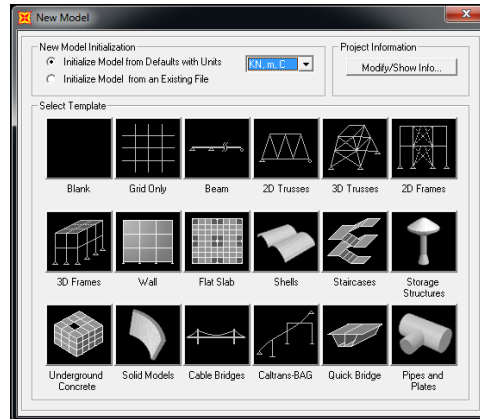 New Model
New Model Initialization
Initialize Model from Defaults with Units
KN, m, C
Initialize Model from an Existing File
Project Information
Modify/Show Info...
Select Template
Blank
Grid Only
Beam
2D Trusses
3D Trusses
2D Frames
3D Frames
Wall
Flat Slab
Shells
Staircases
Storage
Structures
Underground
Concrete
Solid Models
Cable Bridges
Caltrans-BAG
Quick Bridge
Pipes and
Plates